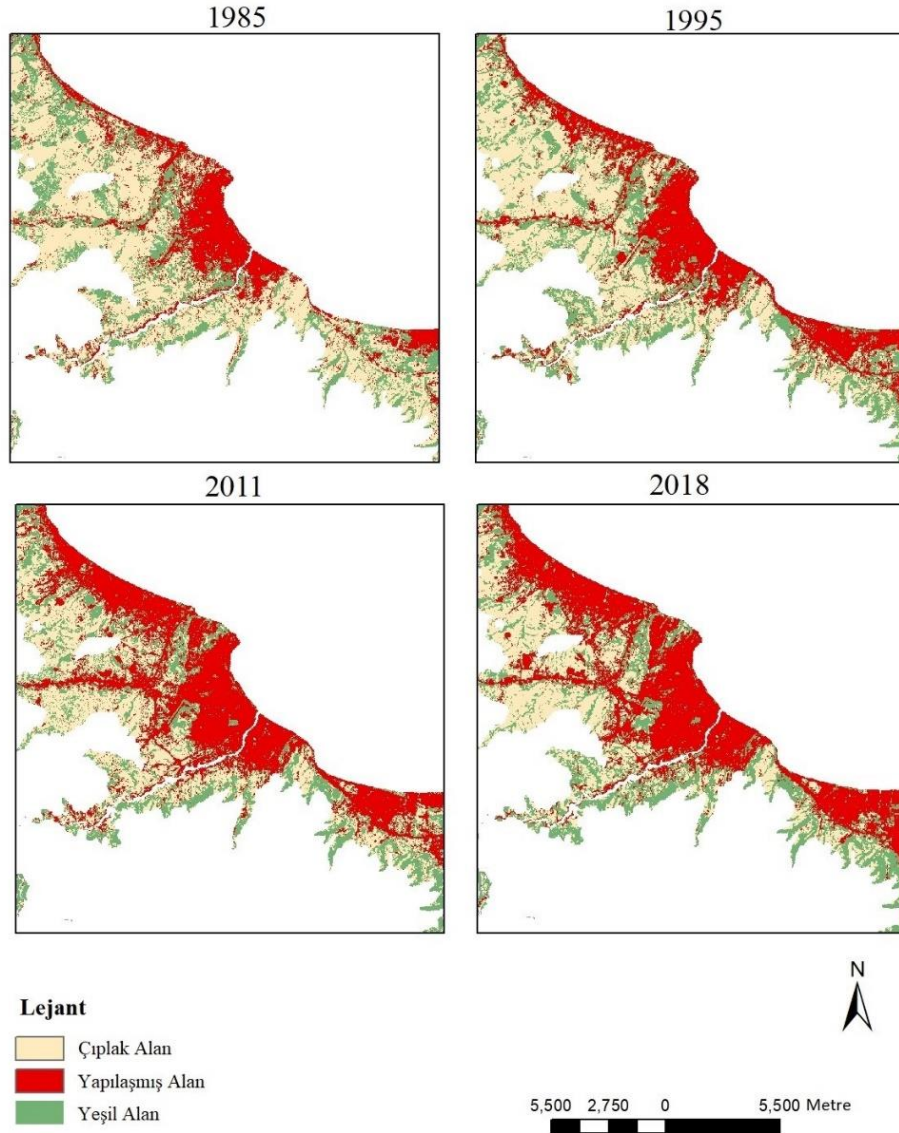 1985
1995
2011
2018
N
Lejant
Çıplak Alan
Yapılaşmış Alan
Yeşil Alan
5,500 2,750 0 5,500 Metre